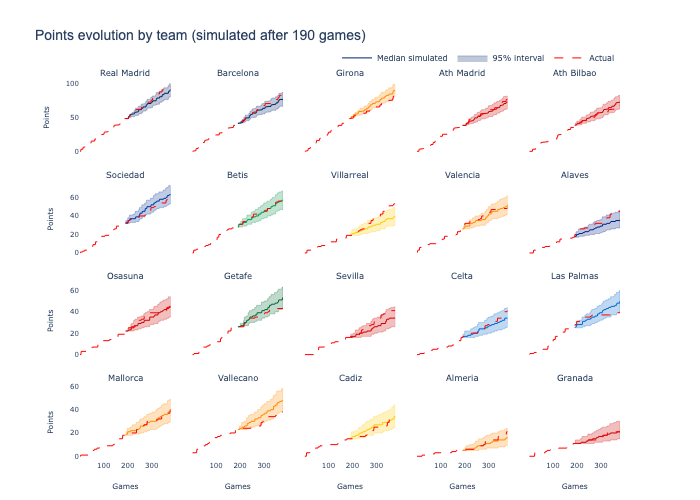 Points evolution by team (simulated after 190 games)
Median simulated 95% interval Actual
Real Madrid Barcelona Girona Ath Madrid Ath Bilbao
100
50
0
Points
Sociedad Betis Villarreal Valencia Alaves
60
40
20
0
Points
Osasuna Getafe Sevilla Celta Las Palmas
60
40
20
0
Points
Mallorca Vallecano Cadiz Almeria Granada
60
40
20
0
Points
100 200 300 100 200 300 100 200 300 100 200 300 100 200 300
Games Games Games Games Games